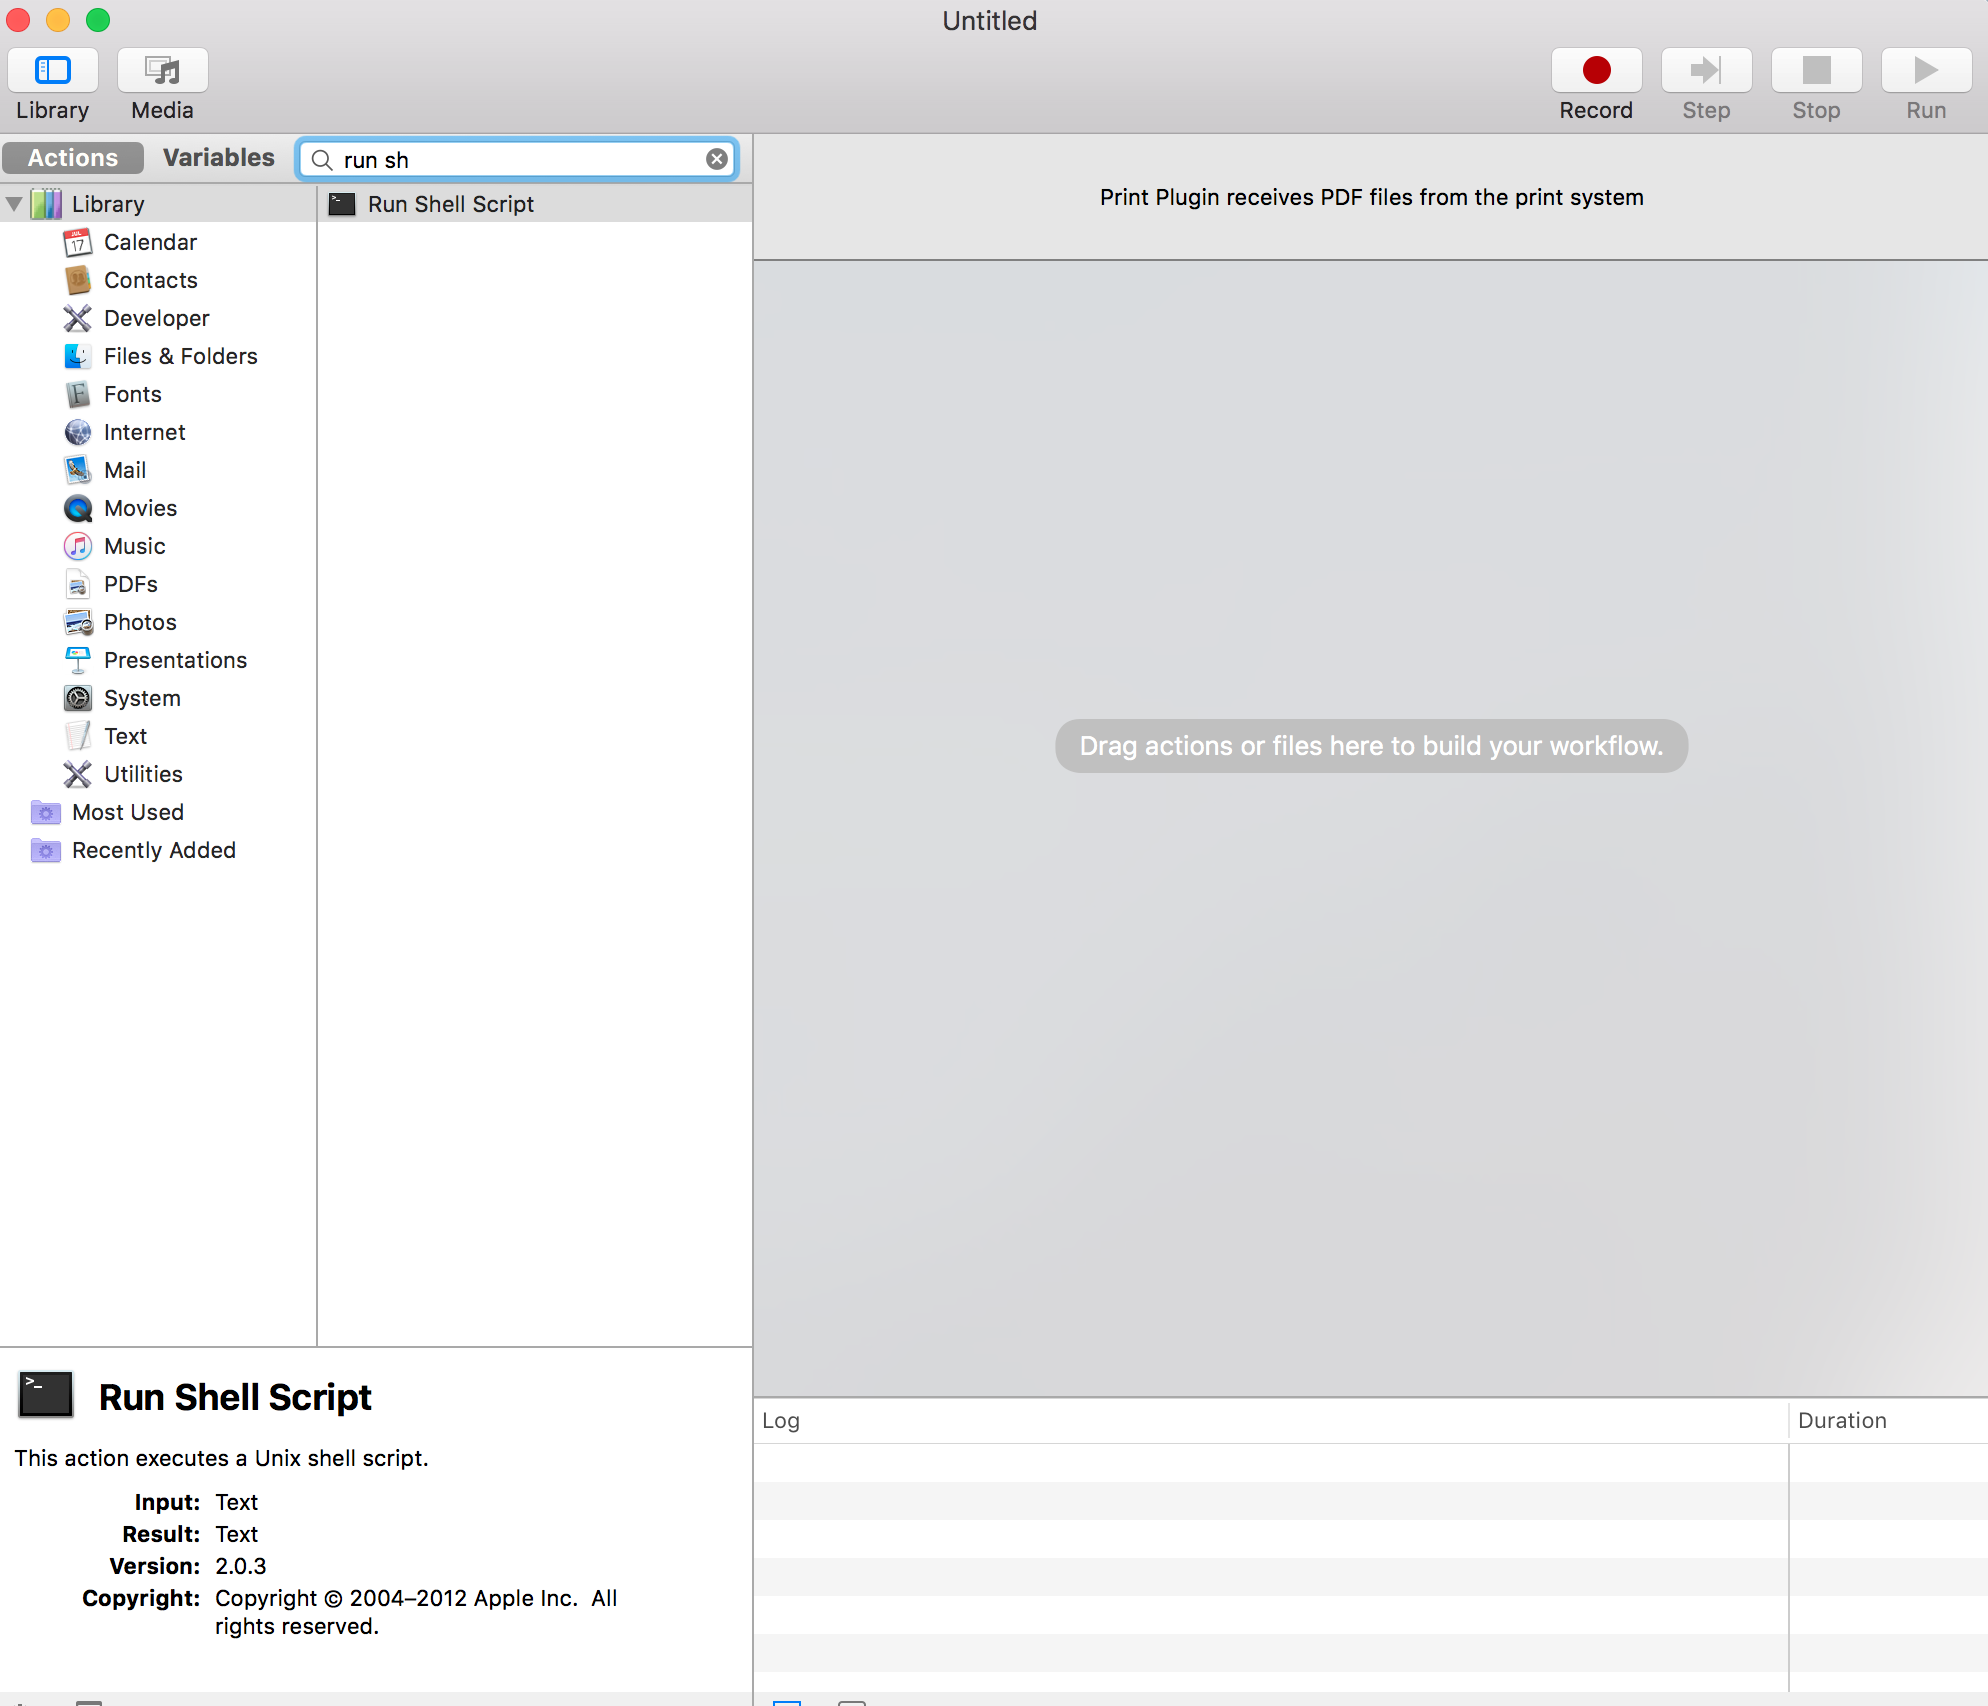 Untitled
Library
Media
Record
Step
Stop
Run
Actions
Variables
run sh
Library
Calendar
Contacts
Developer
Files & Folders
Fonts
Internet
Mail
Movies
Music
PDFs
Photos
Presentations
System
Text
Utilities
Most Used
Recently Added
Run Shell Script
Print Plugin receives PDF files from the print system
Drag actions or files here to build your workflow.
Run Shell Script
This action executes a Unix shell script.
Input: Text
Result: Text
Version: 2.0.3
Copyright: Copyright © 2004–2012 Apple Inc. All
rights reserved.
Log
Duration